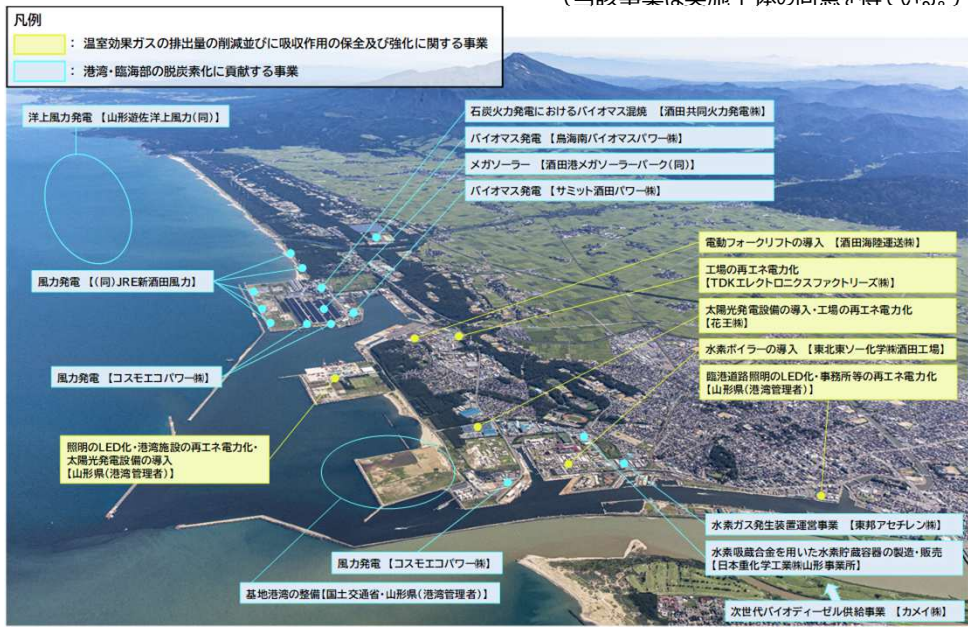 (当該事業は実施主体の同意を得ている。)
凡例
: 温室効果ガスの排出量の削減並びに吸収作用の保全及び強化に関する事業
: 港湾・臨海部の脱炭素化に貢献する事業
洋上風力発電 【山形遊佐洋上風力(同)】
石炭火力発電におけるバイオマス混焼 【酒田共同火力発電㈱】
バイオマス発電 【鳥海南バイオマスパワー㈱】
メガソーラー 【酒田港メガソーラーパーク(同)】
バイオマス発電 【サミット酒田パワー㈱】
電動フォークリフトの導入 【酒田海陸運送㈱】
工場の再エネ電力化
【TDKエレクトロニクスファクトリーズ㈱】
太陽光発電設備の導入・工場の再エネ電力化
【花王㈱】
水素ボイラーの導入 【東北東ソー化学㈱酒田工場】
臨港道路照明のLED化・事務所等の再エネ電力化
【山形県(港湾管理者)】
風力発電 【(同)JRE新酒田風力】
風力発電 【コスモエコパワー㈱】
照明のLED化・港湾施設の再エネ電力化・
太陽光発電設備の導入
【山形県(港湾管理者)】
風力発電 【コスモエコパワー㈱】
基地港湾の整備【国土交通省・山形県(港湾管理者)】
水素ガス発生装置運営事業 【東邦アセチレン㈱】
水素吸蔵合金を用いた水素貯蔵容器の製造・販売
【日本重化学工業㈱山形事業所】
次世代バイオディーゼル供給事業 【カメイ㈱】